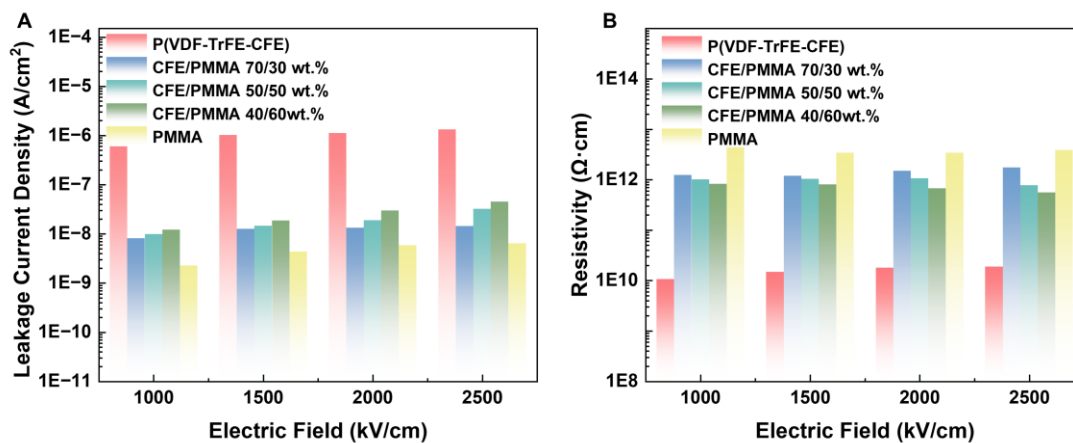 A
Leakage Current Density (A/cm²)
1E−4
1E−5
1E−6
1E−7
1E−8
1E−9
1E−10
1E−11
P(VDF-TrFE-CFE)
CFE/PMMA 70/30 wt.%
CFE/PMMA 50/50 wt.%
CFE/PMMA 40/60wt.%
PMMA
1000 1500 2000 2500
Electric Field (kV/cm)
B
Resistivity (Ω·cm)
1E14
1E12
1E10
1E8
P(VDF-TrFE-CFE)
CFE/PMMA 70/30 wt.%
CFE/PMMA 50/50 wt.%
CFE/PMMA 40/60wt.%
PMMA
1000 1500 2000 2500
Electric Field (kV/cm)